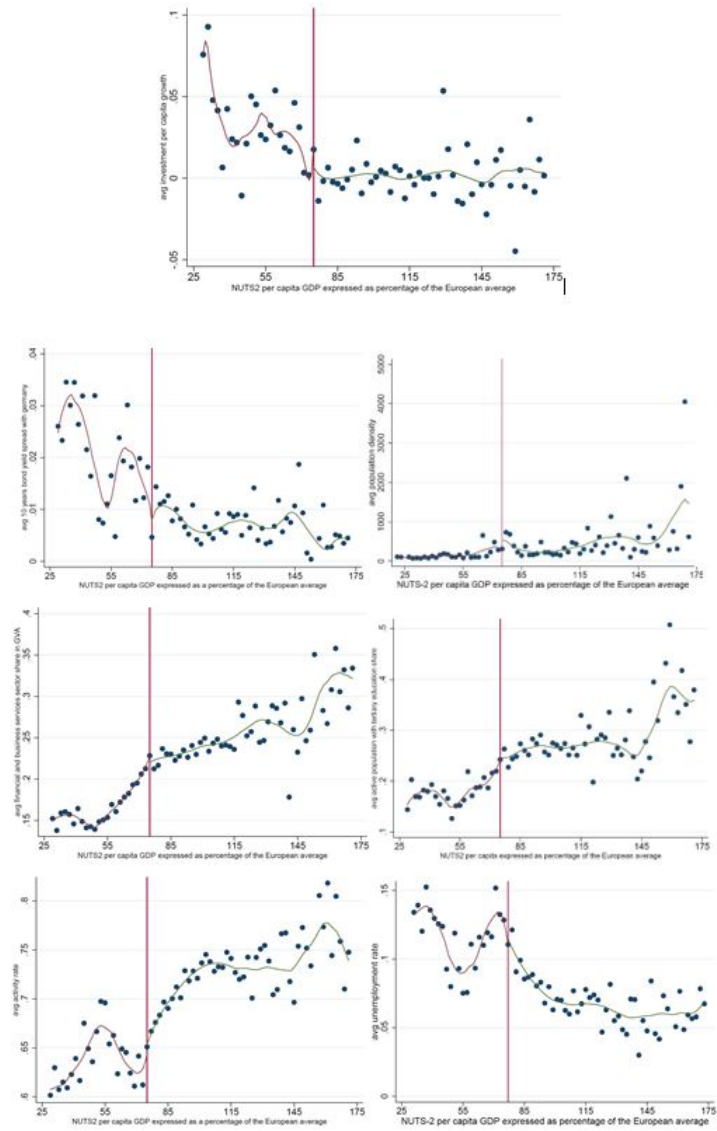 .1
.05
0
-.05
avg investment per capita growth
25 55 85 115 145 175
NUTS2 per capita GDP expressed as percentage of the European average
.04
.03
.02
.01
0
avg 10 years bond yield spread with germany
25 55 85 115 145 175
NUTS2 per capita GDP expressed as a percentage of the European average
5000
4000
3000
2000
1000
0
avg population density
25 55 85 115 145 175
NUTS-2 per capita GDP expressed as percentage of the European average
.4
.35
.3
.25
.2
.15
avg financial and business services sector share in GVA
25 55 85 115 145 175
NUTS2 per capita GDP expressed as percentage of the European average
.5
.4
.3
.2
.1
avg active population with tertiary education share
25 55 85 115 145 175
NUTS2 per capita GDP expressed as percentage of the European average
.8
.75
.7
.65
.6
avg activity rate
25 55 85 115 145 175
NUTS2 per capita GDP expressed as a percentage of the European average
.15
.1
.05
0
avg unemployment rate
25 55 85 115 145 175
NUTS-2 per capita GDP expressed as percentage of European average